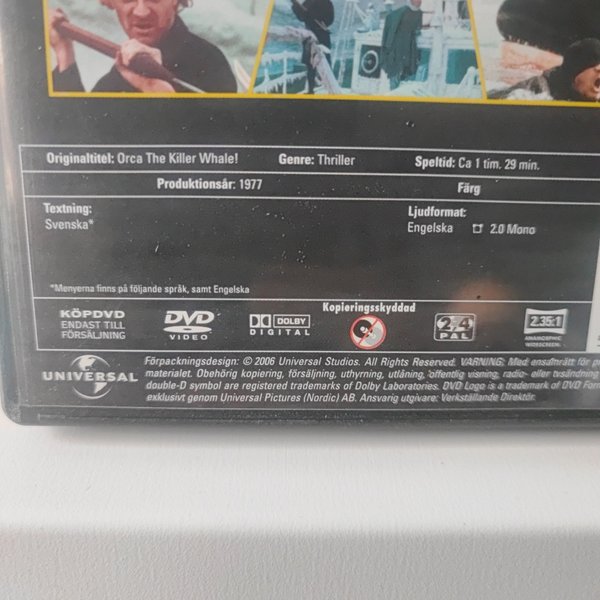 Originaltitel: Orca The Killer Whale! Genre: Thriller Speltid: Ca 1 tim. 29 min.
Produktionsår: 1977 Färg
Textning:
Svenska*
Ljudformat:
Engelska 2.0 Mono
*Menyerna finns på följande språk, samt Engelska
KÖPDVD
ENDAST TILL
FÖRSÄLJNING
DVD
VIDEO
DOLBY
DIGITAL
Kopieringsskyddad
2,4
PAL
2.35:1
ANAMORPHIC
WIDESCREEN.
UNIVERSAL
Förpackningsdesign: © 2006 Universal Studios. All Rights Reserved. VARNING: Med ensamrätt för
materialet. Obehörig kopiering, försäljning, uthyrning, utlåning, offentlig visning, radio- eller tvsändning
double-D symbol are registered trademarks of Dolby Laboratories. DVD Logo is a trademark of DVD
exklusivt genom Universal Pictures (Nordic) AB. Ansvarig utgivare: Verkställande Direktör.